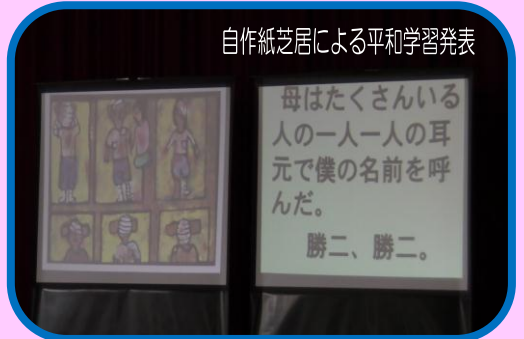 自作紙芝居による平和学習発表
母はたくさんいる
人の一人一人の耳
元で僕の名前を呼
んだ。
勝二、勝二。